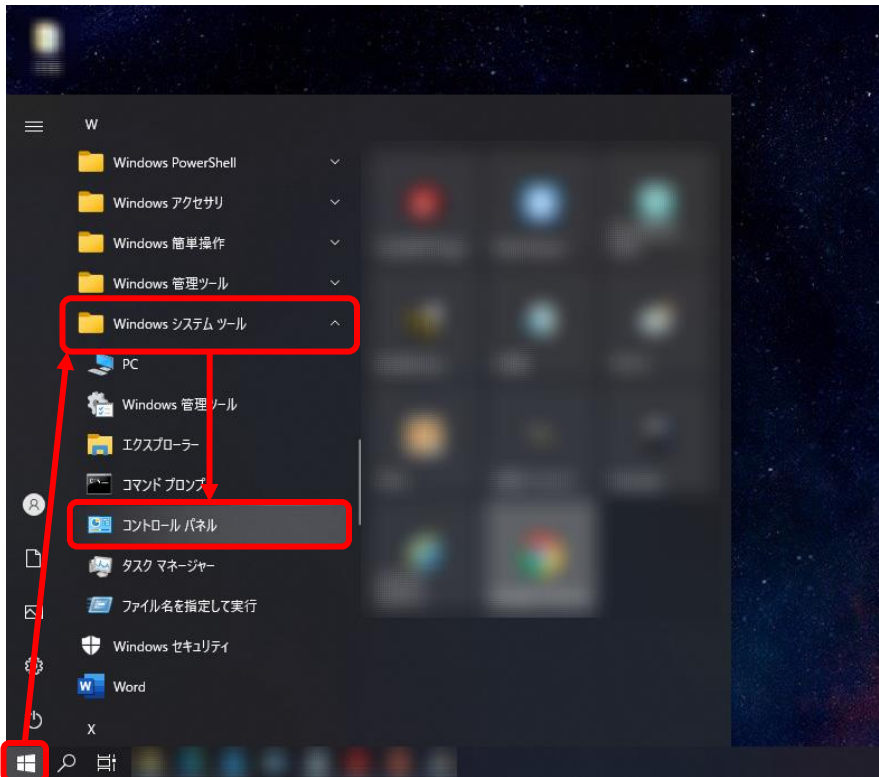 W
Windows PowerShell
Windows アクセサリ
Windows 簡単操作
Windows 管理ツール
Windows システム ツール
PC
Windows 管理ツール
エクスプローラー
コマンド プロンプト
コントロール パネル
タスク マネージャー
ファイル名を指定して実行
Windows セキュリティ
W
Word
X